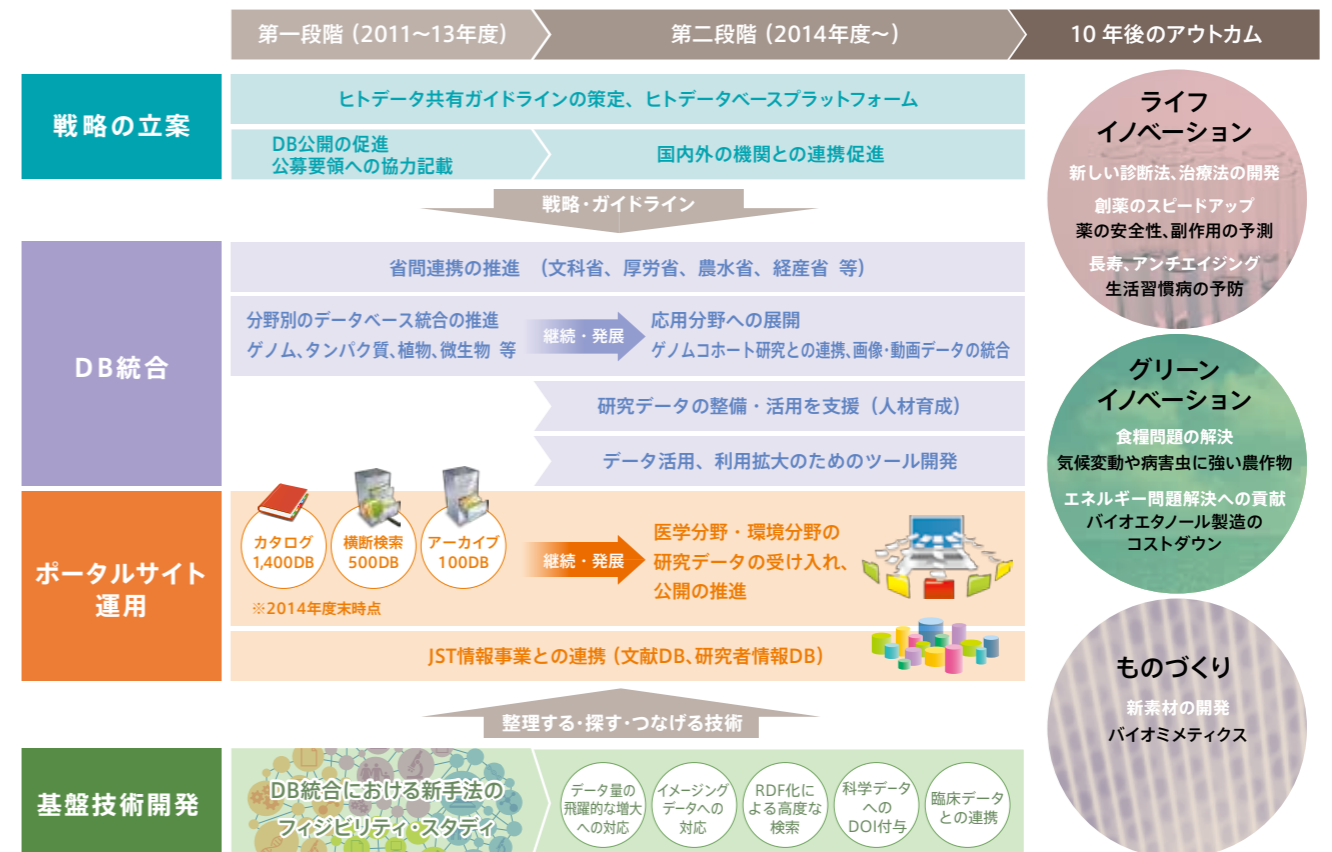 第一段階（2011～13年度）
第二段階（2014年度～）
10 年後のアウトカム
戦略の立案
ヒトデータ共有ガイドラインの策定、ヒトデータベースプラットフォーム
DB公開の促進
公募要領への協力記載
国内外の機関との連携促進
戦略・ガイドライン
DB統合
省間連携の推進 （文科省、厚労省、農水省、経産省 等）
分野別のデータベース統合の推進
ゲノム、タンパク質、植物、微生物 等
継続・発展
応用分野への展開
ゲノムコホート研究との連携、画像・動画データの統合
研究データの整備・活用を支援（人材育成）
データ活用、利用拡大のためのツール開発
ポータルサイト
運用
カタログ
1,400DB
横断検索
500DB
アーカイブ
100DB
※2014年度末時点
継続・発展
医学分野・環境分野の
研究データの受け入れ、
公開の推進
JST情報事業との連携（文献DB、研究者情報DB）
整理する・探す・つなげる技術
基盤技術開発
DB統合における新手法の
フィジビリティ・スタディ
データ量の
飛躍的な増大
への対応
イメージング
データへの
対応
RDF化に
よる高度な
検索
科学データ
への
DOI付与
臨床データ
との連携
ライフ
イノベーション
新しい診断法、治療法の開発
創薬のスピードアップ
薬の安全性、副作用の予測
長寿、アンチエイジング
生活習慣病の予防
グリーン
イノベーション
食糧問題の解決
気候変動や病害虫に強い農作物
エネルギー問題解決への貢献
バイオエタノール製造の
コストダウン
ものづくり
新素材の開発
バイオミメティクス